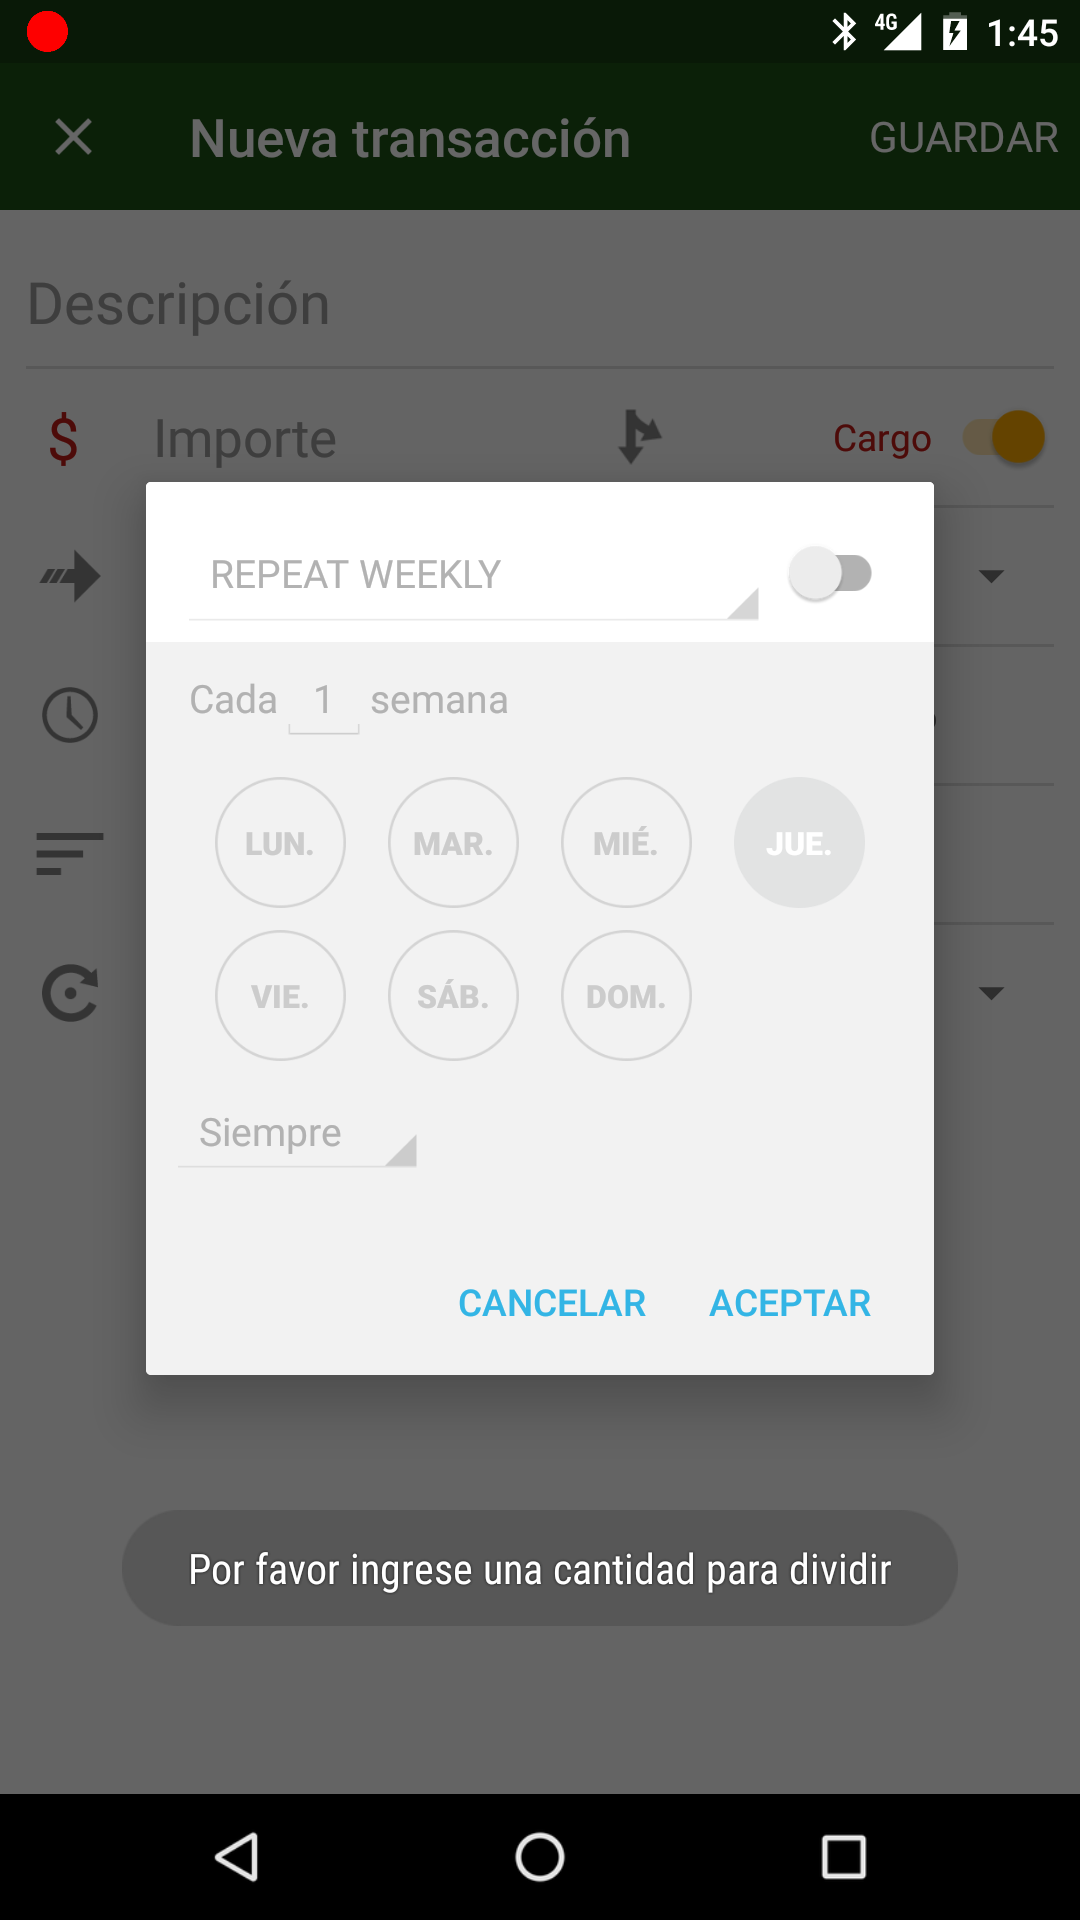 4G 1:45
Nueva transacción GUARDAR
Descripción
$ Importe Cargo
REPEAT WEEKLY
Cada 1 semana
LUN. MAR. MIÉ. JUE.
VIE. SÁB. DOM.
Siempre
CANCELAR ACEPTAR
Por favor ingrese una cantidad para dividir